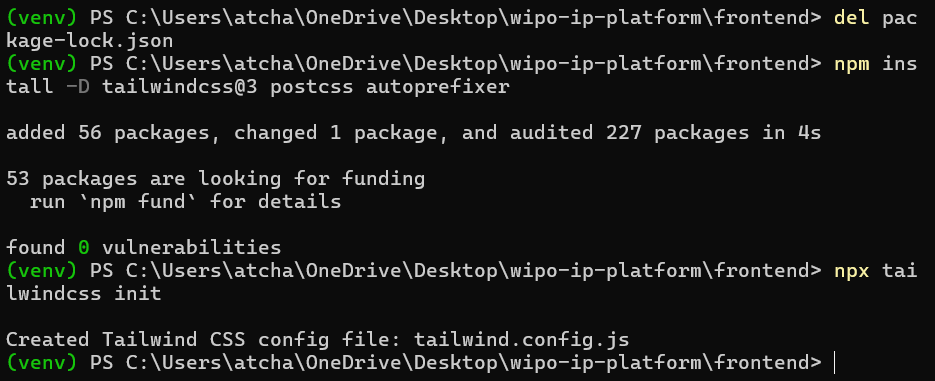 (venv) PS C:\Users\atcha\OneDrive\Desktop\wipo-ip-platform\frontend> del pac
kage-lock.json
(venv) PS C:\Users\atcha\OneDrive\Desktop\wipo-ip-platform\frontend> npm ins
tall -D tailwindcss@3 postcss autoprefixer
added 56 packages, changed 1 package, and audited 227 packages in 4s
53 packages are looking for funding
  run `npm fund` for details
found 0 vulnerabilities
(venv) PS C:\Users\atcha\OneDrive\Desktop\wipo-ip-platform\frontend> npx tai
lwindcss init
Created Tailwind CSS config file: tailwind.config.js
(venv) PS C:\Users\atcha\OneDrive\Desktop\wipo-ip-platform\frontend>